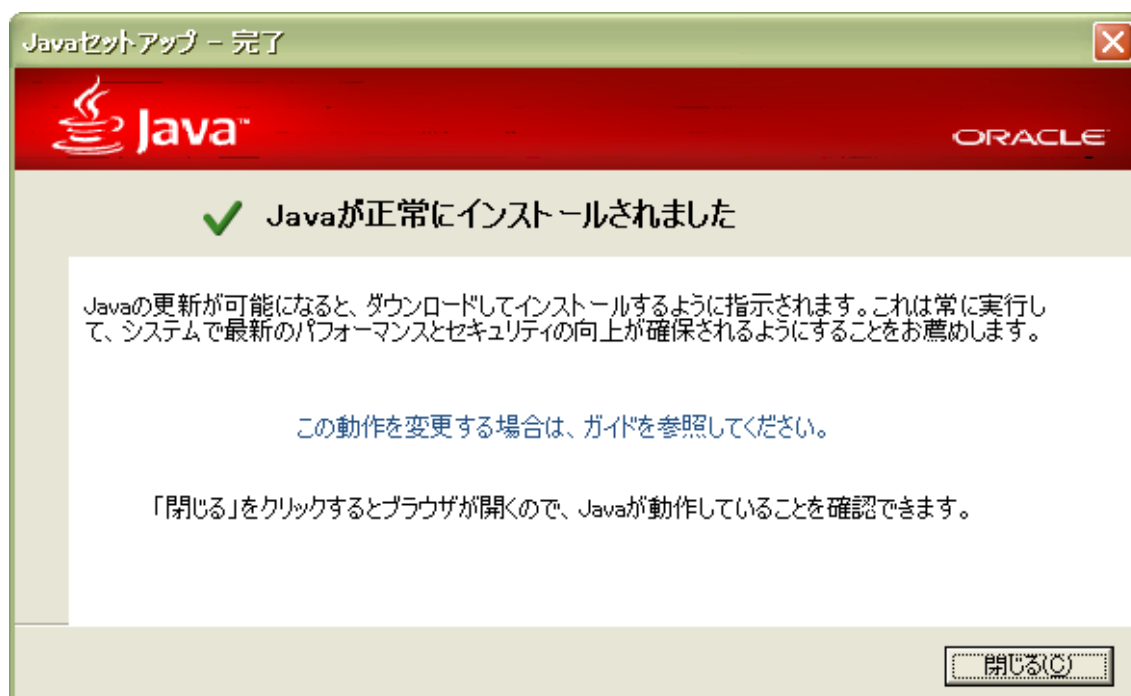 Javaセットアップ - 完了
Java™
ORACLE
Javaが正常にインストールされました
Javaの更新が可能になると、ダウンロードしてインストールするように指示されます。これは常に実行し
て、システムで最新のパフォーマンスとセキュリティの向上が確保されるようにすることをお薦めします。
この動作を変更する場合は、ガイドを参照してください。
「閉じる」をクリックするとブラウザが開くので、Javaが動作していることを確認できます。
閉じる(C)